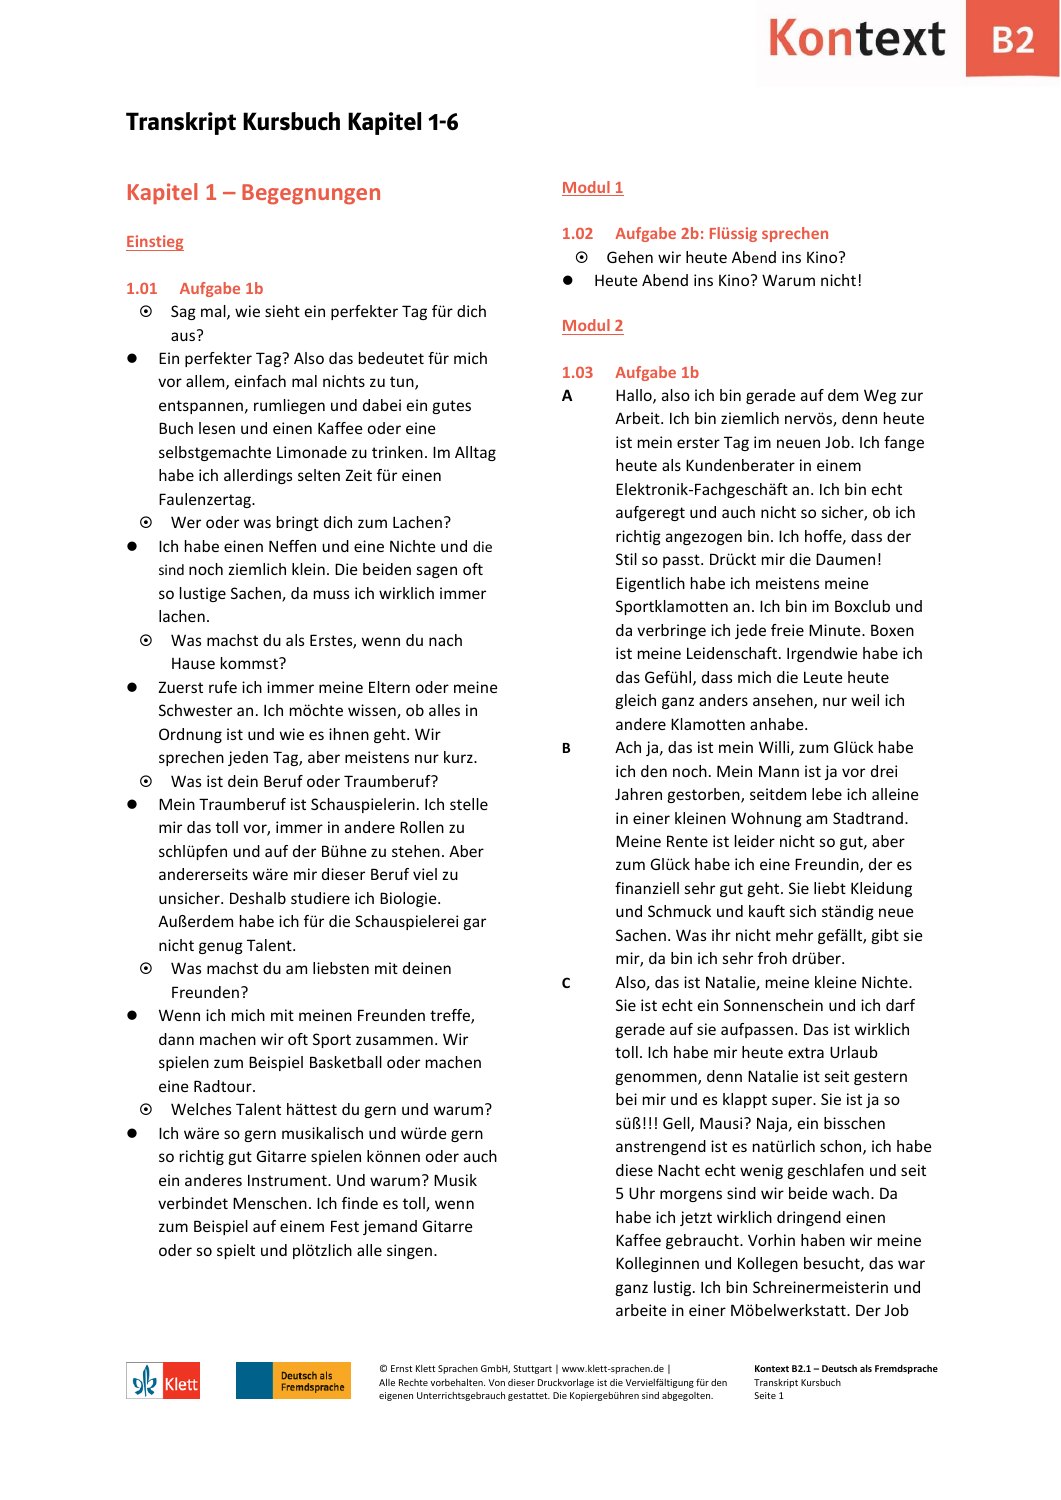 Kontext B2
Transkript Kursbuch Kapitel 1-6
Kapitel 1 – Begegnungen
Einstieg
1.01 Aufgabe 1b
Sag mal, wie sieht ein perfekter Tag für dich
aus?
Ein perfekter Tag? Also das bedeutet für mich
vor allem, einfach mal nichts zu tun,
entspannen, rumliegen und dabei ein gutes
Buch lesen und einen Kaffee oder eine
selbstgemachte Limonade zu trinken. Im Alltag
habe ich allerdings selten Zeit für einen
Faulenzertag.
Wer oder was bringt dich zum Lachen?
Ich habe einen Neffen und eine Nichte und die
sind noch ziemlich klein. Die beiden sagen oft
so lustige Sachen, da muss ich wirklich immer
lachen.
Was machst du als Erstes, wenn du nach
Hause kommst?
Zuerst rufe ich immer meine Eltern oder meine
Schwester an. Ich möchte wissen, ob alles in
Ordnung ist und wie es ihnen geht. Wir
sprechen jeden Tag, aber meistens nur kurz.
Was ist dein Beruf oder Traumberuf?
Mein Traumberuf ist Schauspielerin. Ich stelle
mir das toll vor, immer in andere Rollen zu
schlüpfen und auf der Bühne zu stehen. Aber
andererseits wäre mir dieser Beruf viel zu
unsicher. Deshalb studiere ich Biologie.
Außerdem habe ich für die Schauspielerei gar
nicht genug Talent.
Was machst du am liebsten mit deinen
Freunden?
Wenn ich mich mit meinen Freunden treffe,
dann machen wir oft Sport zusammen. Wir
spielen zum Beispiel Basketball oder machen
eine Radtour.
Welches Talent hättest du gern und warum?
Ich wäre so gern musikalisch und würde gern
so richtig gut Gitarre spielen können oder auch
ein anderes Instrument. Und warum? Musik
verbindet Menschen. Ich finde es toll, wenn
zum Beispiel auf einem Fest jemand Gitarre
oder so spielt und plötzlich alle singen.
Modul 1
1.02 Aufgabe 2b: Flüssig sprechen
Gehen wir heute Abend ins Kino?
Heute Abend ins Kino? Warum nicht!
Modul 2
1.03 Aufgabe 1b
A Hallo, also ich bin gerade auf dem Weg zur
Arbeit. Ich bin ziemlich nervös, denn heute
ist mein erster Tag im neuen Job. Ich fange
heute als Kundenberater in einem
Elektronik-Fachgeschäft an. Ich bin echt
aufgeregt und auch nicht so sicher, ob ich
richtig angezogen bin. Ich hoffe, dass der
Stil so passt. Drückt mir die Daumen!
Eigentlich habe ich meistens meine
Sportklamotten an. Ich bin im Boxclub und
da verbringe ich jede freie Minute. Boxen
ist meine Leidenschaft. Irgendwie habe ich
das Gefühl, dass mich die Leute heute
gleich ganz anders ansehen, nur weil ich
andere Klamotten anhabe.
B Ach ja, das ist mein Willi, zum Glück habe
ich den noch. Mein Mann ist ja vor drei
Jahren gestorben, seitdem lebe ich alleine
in einer kleinen Wohnung am Stadtrand.
Meine Rente ist leider nicht so gut, aber
zum Glück habe ich eine Freundin, der es
finanziell sehr gut geht. Sie liebt Kleidung
und Schmuck und kauft sich ständig neue
Sachen. Was ihr nicht mehr gefällt, gibt sie
mir, da bin ich sehr froh drüber.
C Also, das ist Natalie, meine kleine Nichte.
Sie ist echt ein Sonnenschein und ich darf
gerade auf sie aufpassen. Das ist wirklich
toll. Ich habe mir heute extra Urlaub
genommen, denn Natalie ist seit gestern
bei mir und es klappt super. Sie ist ja so
süß!!! Gell, Mausi? Naja, ein bisschen
anstrengend ist es natürlich schon, ich habe
diese Nacht echt wenig geschlafen und seit
5 Uhr morgens sind wir beide wach. Da
habe ich jetzt wirklich dringend einen
Kaffee gebraucht. Vorhin haben wir meine
Kolleginnen und Kollegen besucht, das war
ganz lustig. Ich bin Schreinermeisterin und
arbeite in einer Möbelwerkstatt. Der Job
Klett
Deutsch als
Fremdsprache
© Ernst Klett Sprachen GmbH, Stuttgart | www.klett-sprachen.de |
Alle Rechte vorbehalten. Von dieser Druckvorlage ist die Vervielfältigung für den
eigenen Unterrichtsgebrauch gestattet. Die Kopiergebühren sind abgegolten.
Kontext B2.1 – Deutsch als Fremdsprache
Transkript Kursbuch
Seite 1